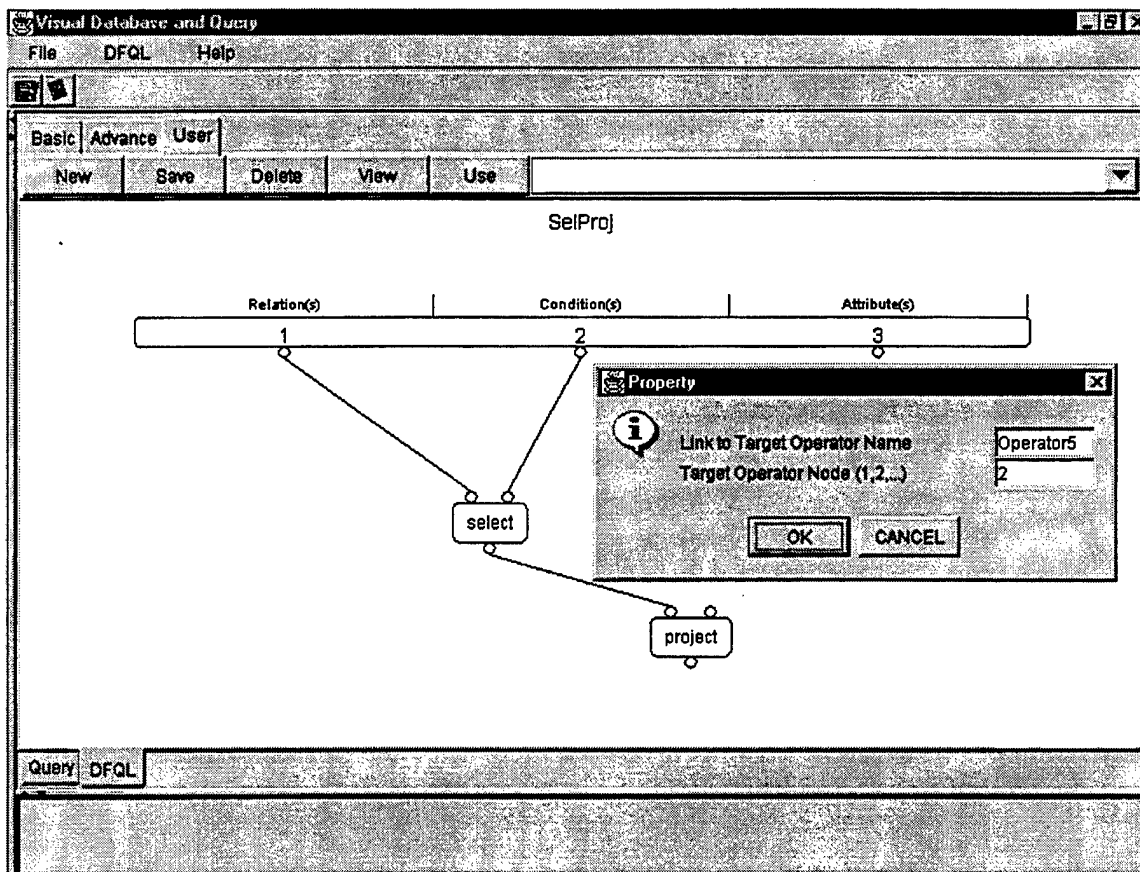 Visual Database and Query
File DFQL Help
Basic Advance User
New Save Delete View Use
SelProj
Relation(s) Condition(s) Attribute(s)
1 2 3
Property
Link to Target Operator Name Operator5
Target Operator Node (1,2,...) 2
OK CANCEL
select
project
Query DFQL